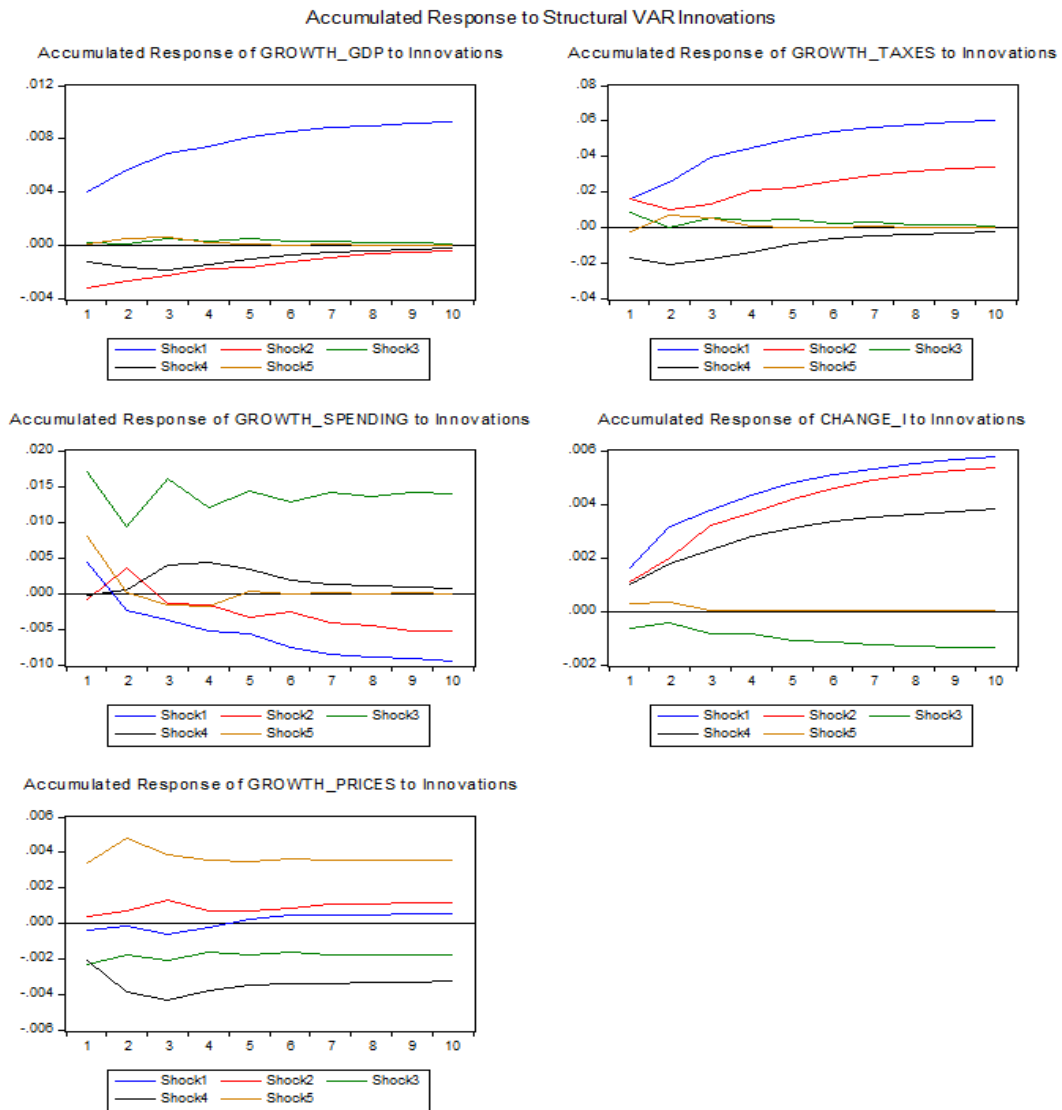 Accumulated Response to Structural VAR Innovations
Accumulated Response of GROWTH_GDP to Innovations
.012
.008
.004
.000
-.004
1 2 3 4 5 6 7 8 9 10
Shock1 Shock2 Shock3
Shock4 Shock5
Accumulated Response of GROWTH_TAXES to Innovations
.08
.06
.04
.02
.00
-.02
-.04
1 2 3 4 5 6 7 8 9 10
Shock1 Shock2 Shock3
Shock4 Shock5
Accumulated Response of GROWTH_SPENDING to Innovations
.020
.015
.010
.005
.000
-.005
-.010
1 2 3 4 5 6 7 8 9 10
Shock1 Shock2 Shock3
Shock4 Shock5
Accumulated Response of CHANGE_I to Innovations
.006
.004
.002
.000
-.002
1 2 3 4 5 6 7 8 9 10
Shock1 Shock2 Shock3
Shock4 Shock5
Accumulated Response of GROWTH_PRICES to Innovations
.006
.004
.002
.000
-.002
-.004
-.006
1 2 3 4 5 6 7 8 9 10
Shock1 Shock2 Shock3
Shock4 Shock5